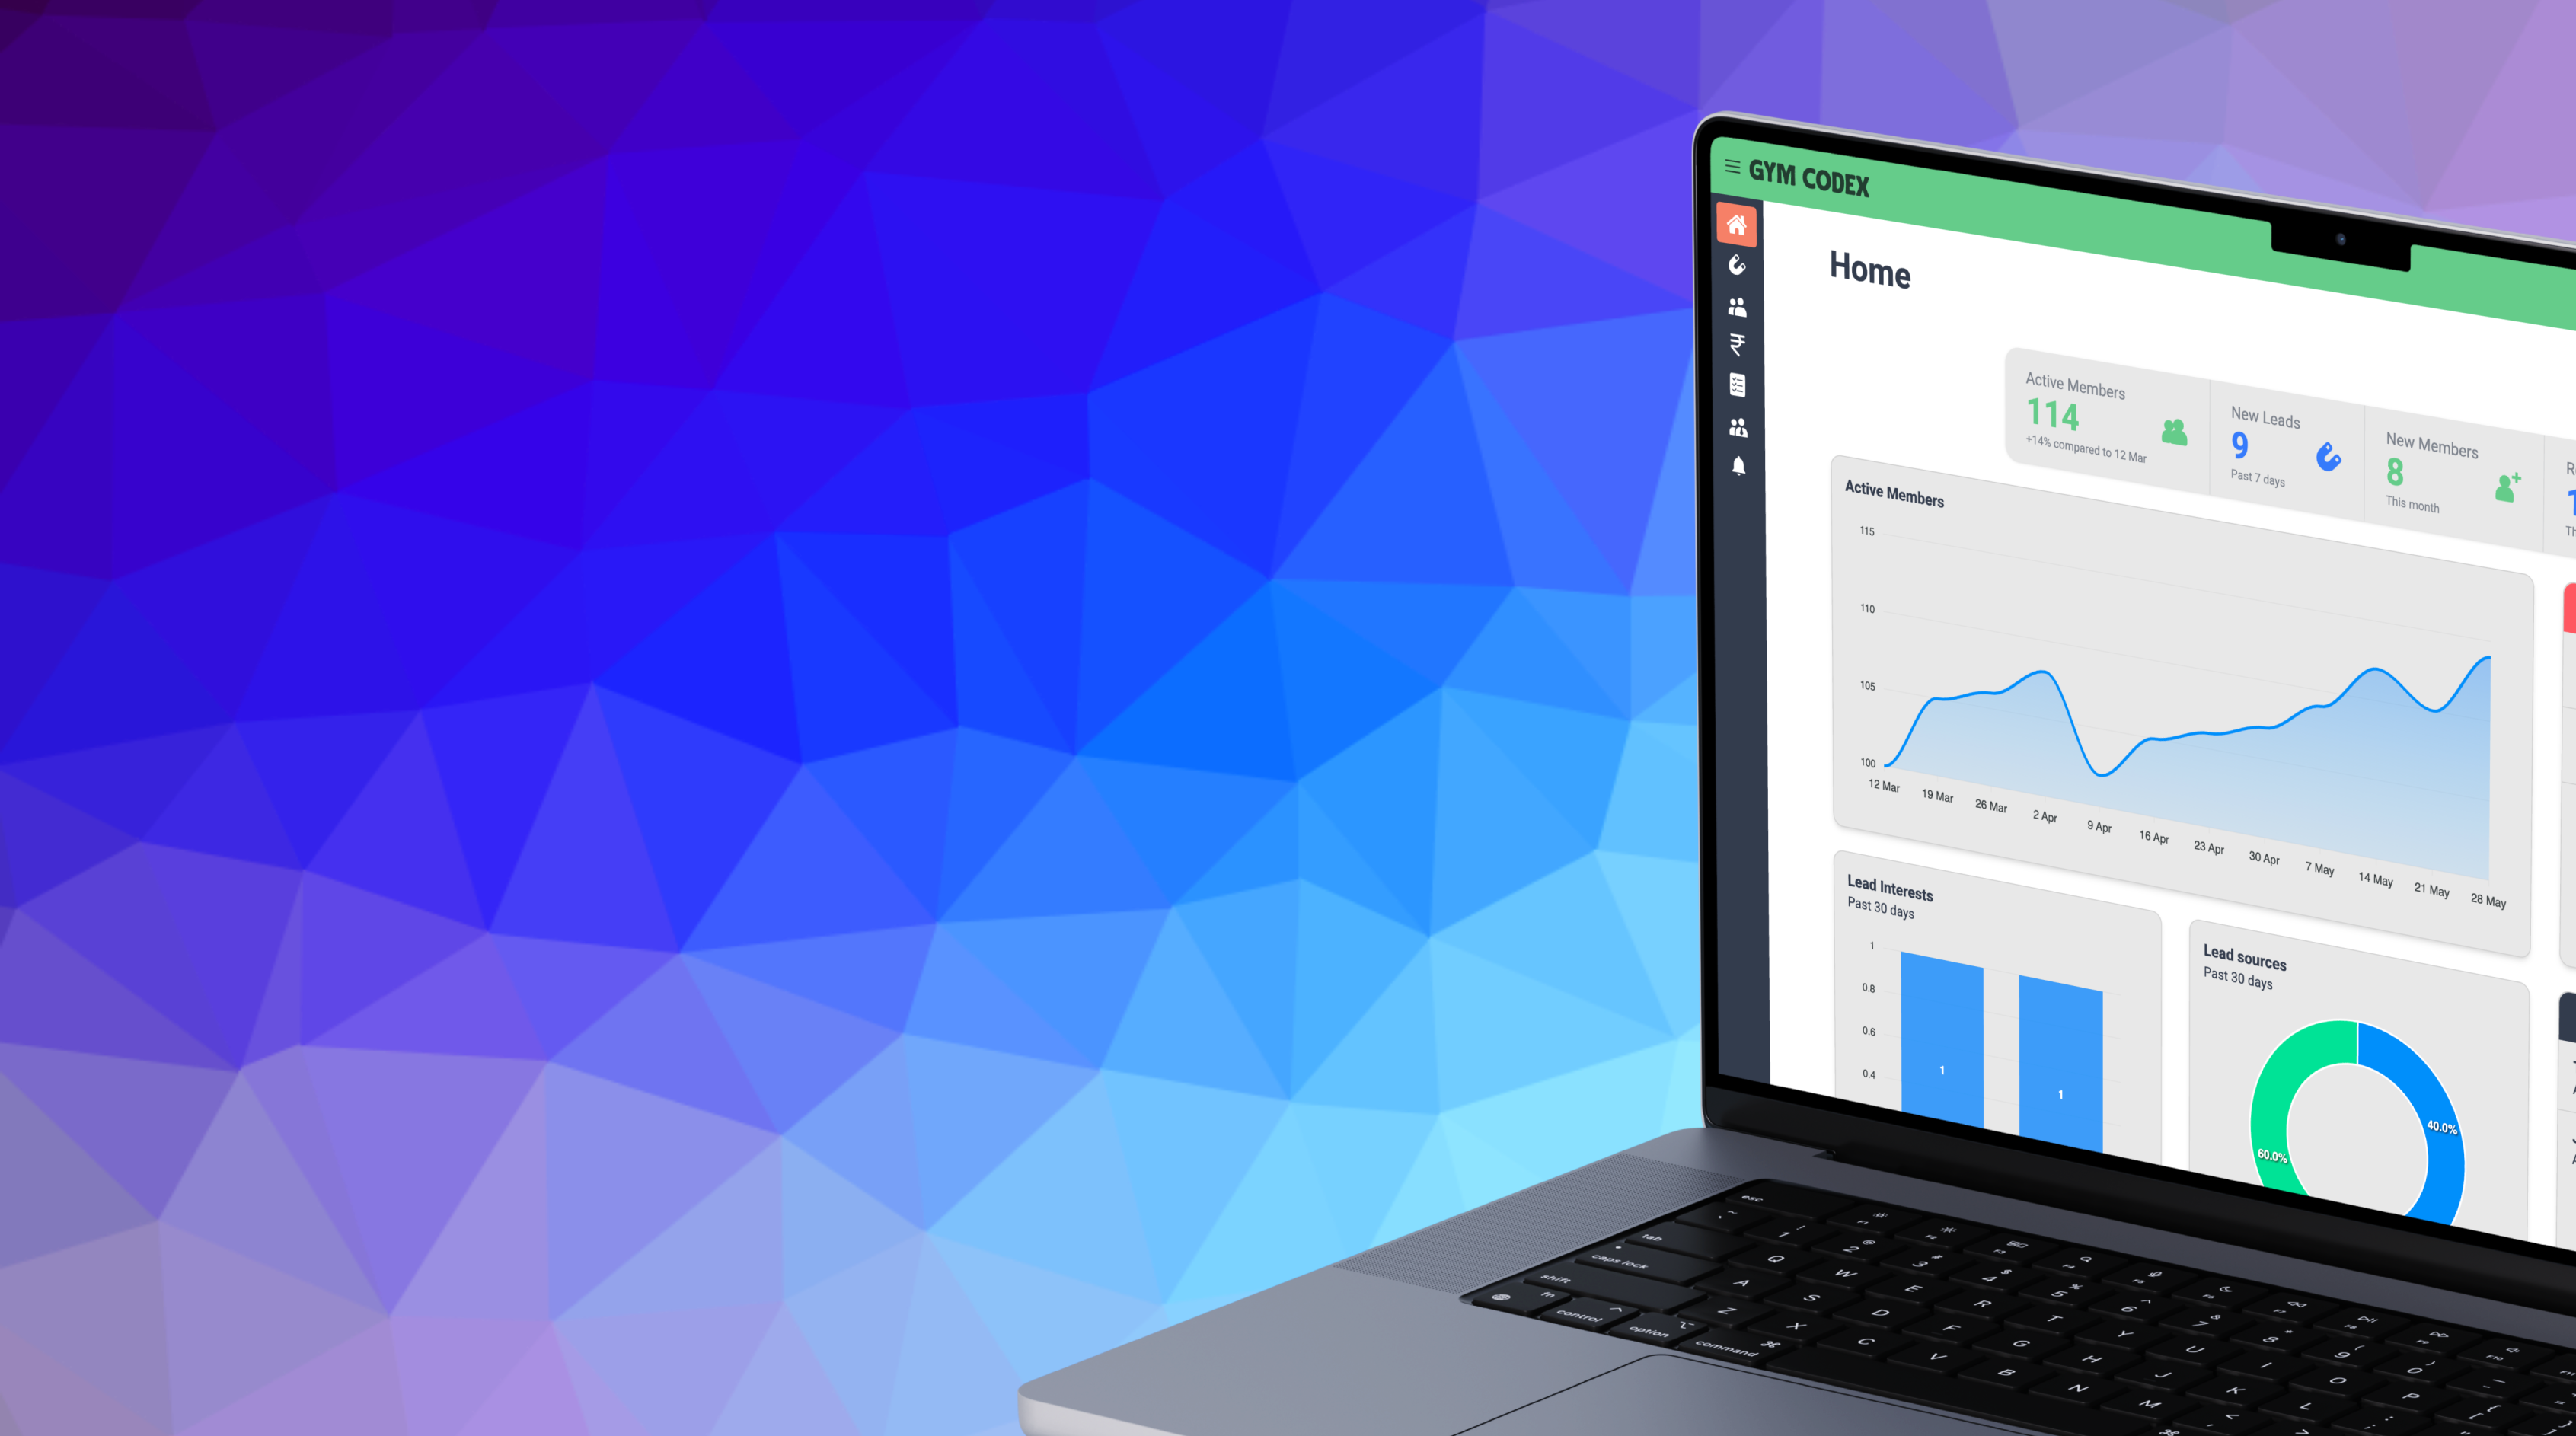 GYM CODEX
Home
Active Members
114
+14% compared to 12 Mar
New Leads
9
Past 7 days
New Members
8
This month
Active Members
115
110
105
100
12 Mar
19 Mar
26 Mar
2 Apr
9 Apr
16 Apr
23 Apr
30 Apr
7 May
14 May
21 May
28 May
Lead Interests
Past 30 days
1
0.8
0.6
0.4
1
1
Lead sources
Past 30 days
40.0%
60.0%
esc
tab
caps lock
shift
fn
control
option
command
Q W E R T Y U I O P
A S D F G H J K L
Z X C V B N M